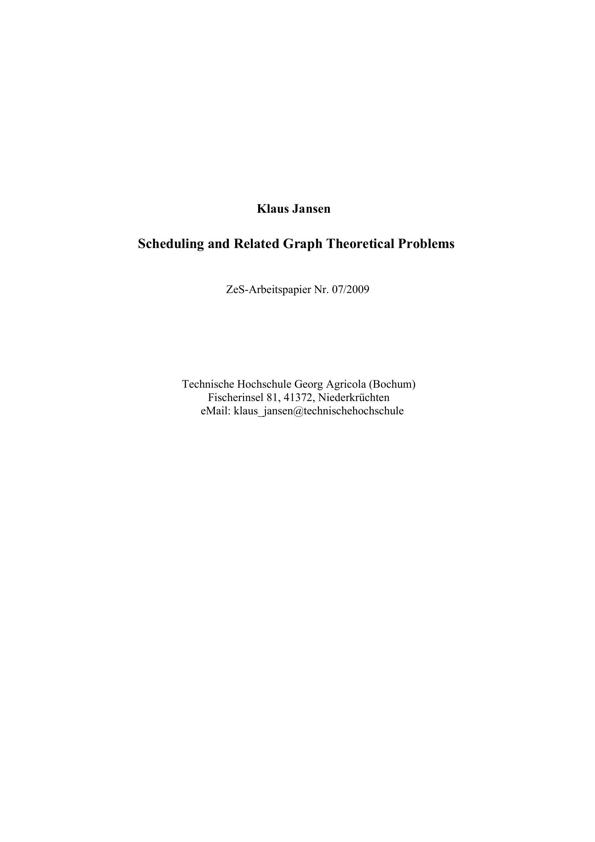 Klaus Jansen
Scheduling and Related Graph Theoretical Problems
ZeS-Arbeitspapier Nr. 07/2009
Technische Hochschule Georg Agricola (Bochum)
Fischerinsel 81, 41372, Niederkrüchten
eMail: klaus_jansen@technischehochschule